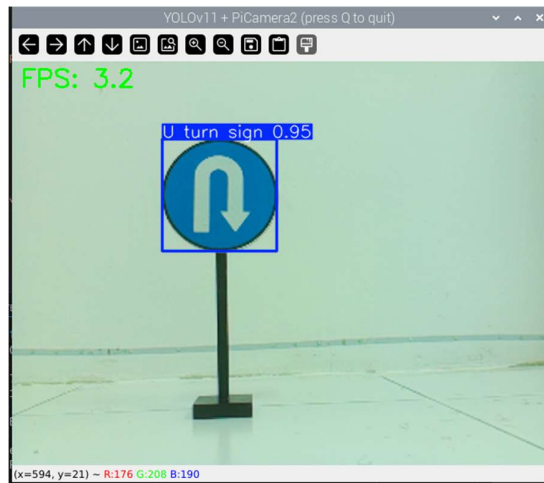 YOLOv11 + PiCamera2 (press Q to quit)
FPS: 3.2
U turn sign 0.95
(x=594, y=21) ~ R:176 G:208 B:190